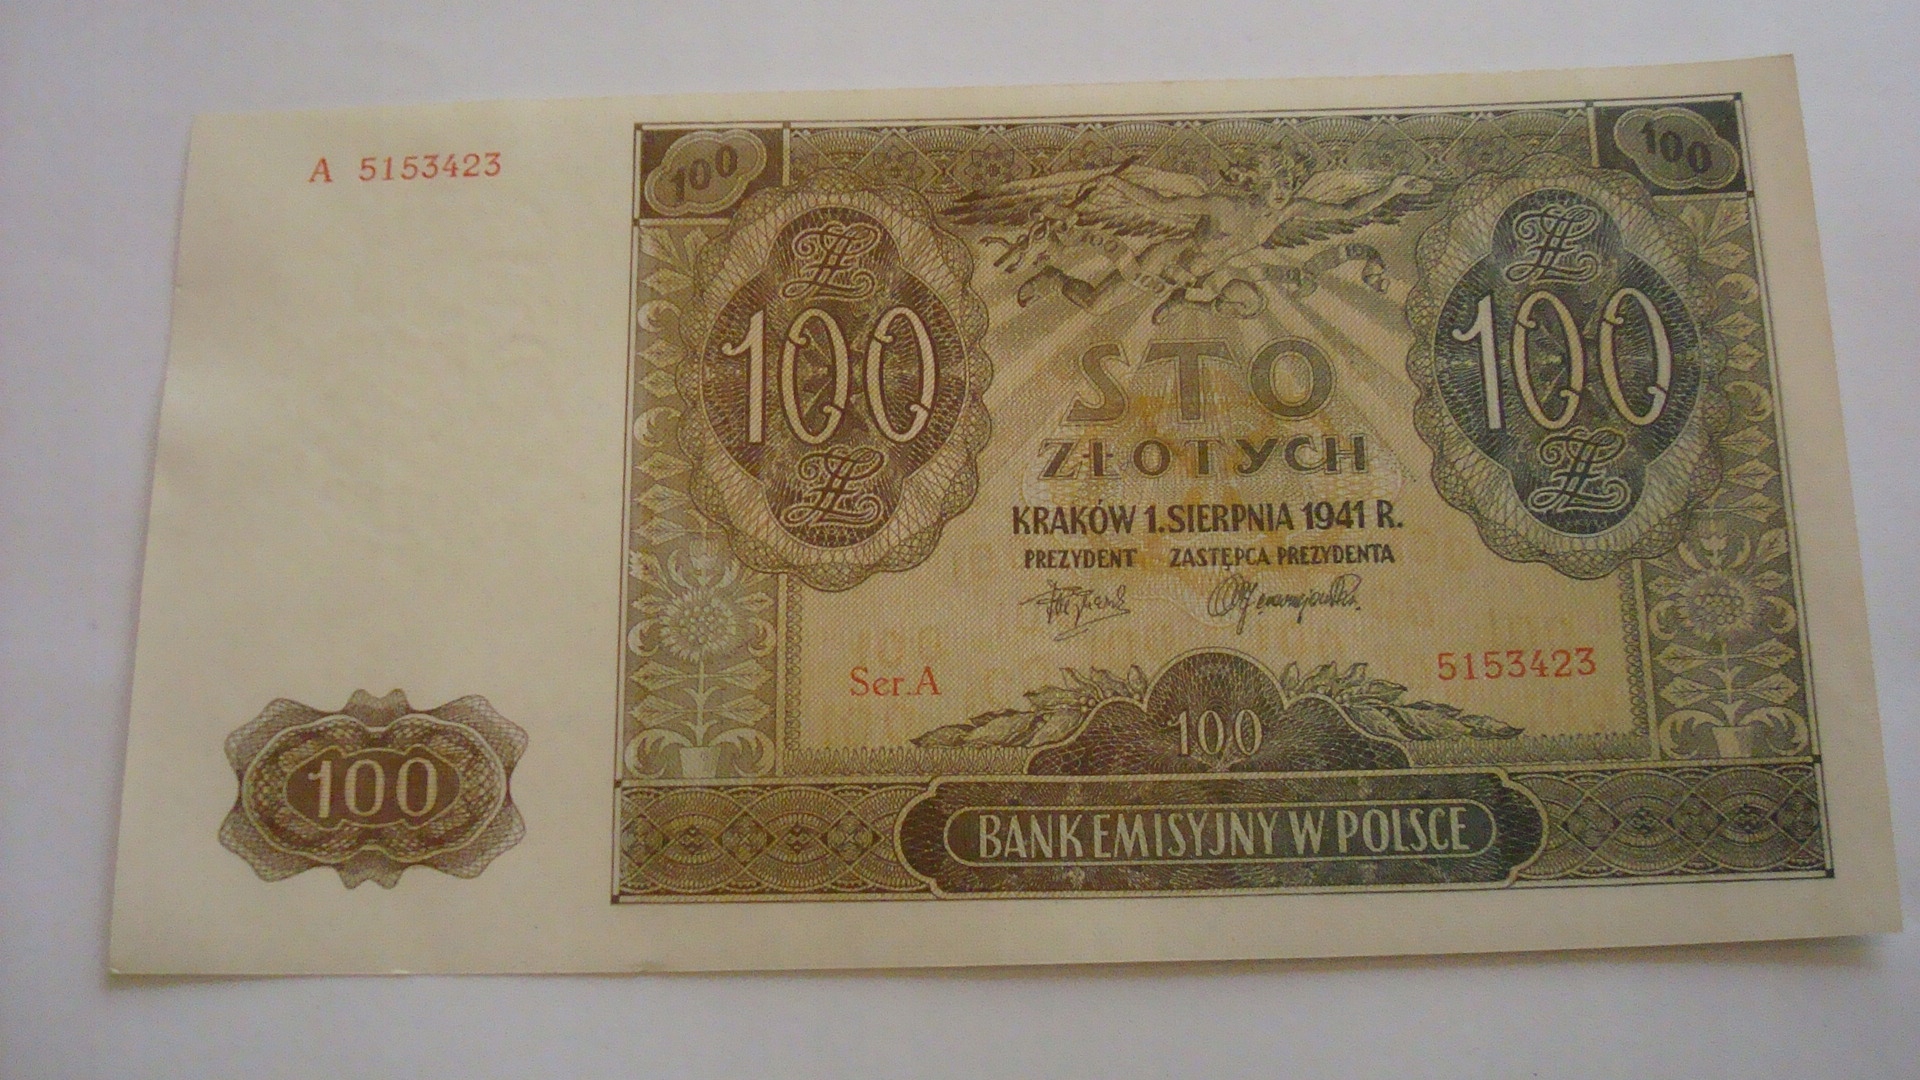 A 5153423
100
100
100
100
STO
ZŁOTYCH
KRAKÓW 1. SIERPNIA 1941 R.
PREZYDENT ZASTĘPCA PREZYDENTA
Ser. A
5153423
100
100
BANK EMISYJNY W POLSCE